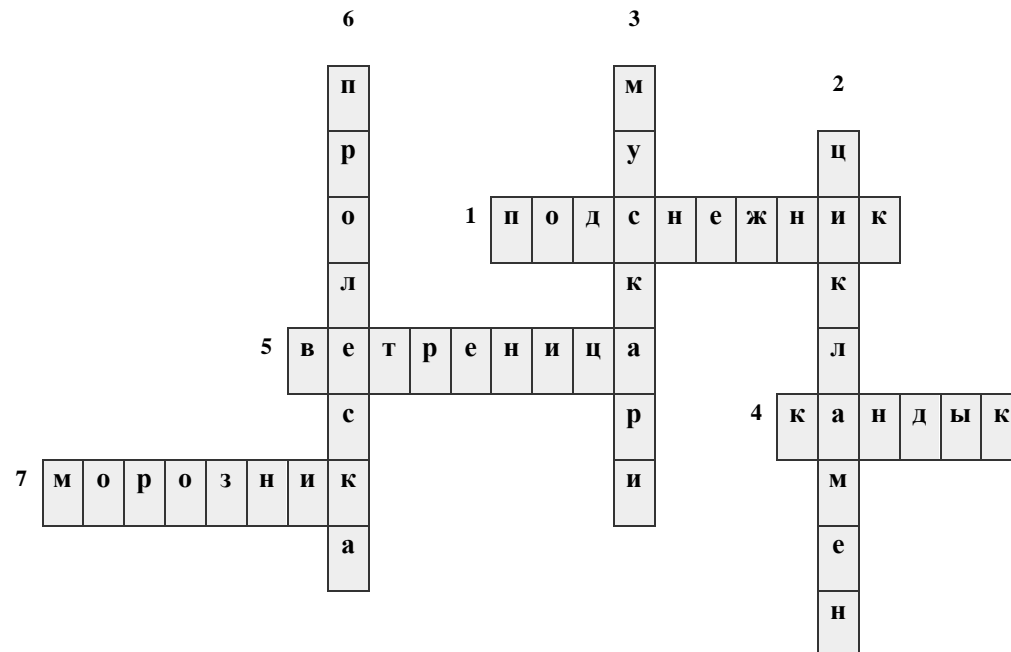 6 3
п м 2
р у ц
о 1 п о д с н е ж н и к
л к к
5 в е т р е н и ц а л
с р 4 к а н д ы к
7 м о р о з н и к и м
а е
н